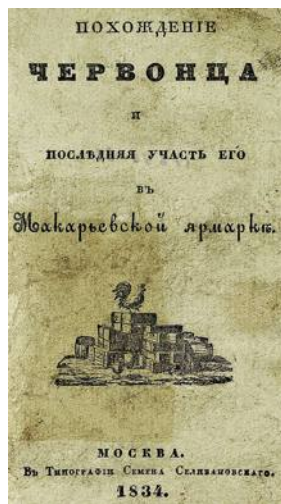 ПОХОЖДЕНІЕ
ЧЕРВОНЦА
И
ПОСЛѢДНЯЯ УЧАСТЬ ЕГО
ВЪ
Макарьевской ярмаркѣ.
МОСКВА.
Въ Типографіи Семена Селивановскаго.
1834.